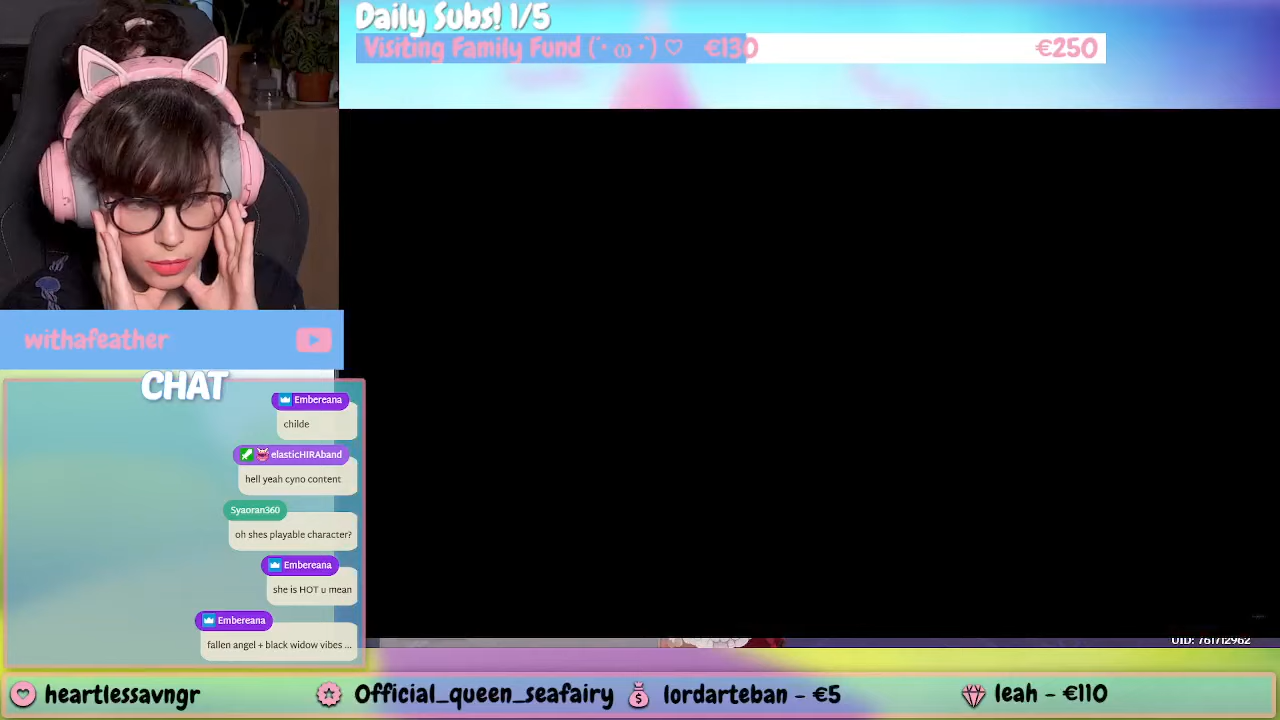 Daily Subs! 1/5
Visiting Family Fund (´・ω・`) ♡ €130 €250
withafeather
CHAT
Embereana
childe
elasticHIRAband
hell yeah cyno content
Syaoran360
oh shes playable character?
Embereana
she is HOT u mean
Embereana
fallen angel + black widow vibes ...
UID: 761712962
heartlessavngr
Official_queen_seafairy
lordarteban - €5
leah - €110